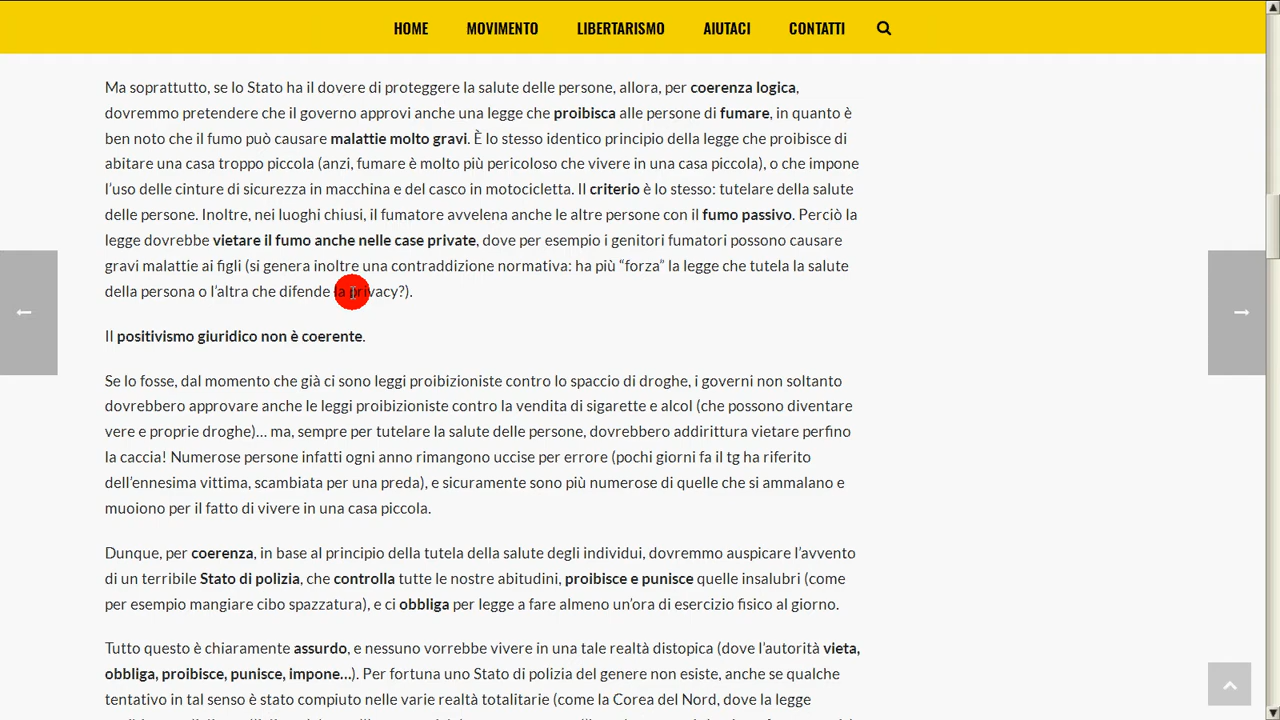 HOME MOVIMENTO LIBERTARISMO AIUTACI CONTATTI
Ma soprattutto, se lo Stato ha il dovere di proteggere la salute delle persone, allora, per coerenza logica,
dovremmo pretendere che il governo approvi anche una legge che proibisca alle persone di fumare, in quanto è
ben noto che il fumo può causare malattie molto gravi. È lo stesso identico principio della legge che proibisce di
abitare una casa troppo piccola (anzi, fumare è molto più pericoloso che vivere in una casa piccola), o che impone
l’uso delle cinture di sicurezza in macchina e del casco in motocicletta. Il criterio è lo stesso: tutelare della salute
delle persone. Inoltre, nei luoghi chiusi, il fumatore avvelena anche le altre persone con il fumo passivo. Perciò la
legge dovrebbe vietare il fumo anche nelle case private, dove per esempio i genitori fumatori possono causare
gravi malattie ai figli (si genera inoltre una contraddizione normativa: ha più “forza” la legge che tutela la salute
della persona o l’altra che difende la privacy?).
Il positivismo giuridico non è coerente.
Se lo fosse, dal momento che già ci sono leggi proibizioniste contro lo spaccio di droghe, i governi non soltanto
dovrebbero approvare anche le leggi proibizioniste contro la vendita di sigarette e alcol (che possono diventare
vere e proprie droghe)… ma, sempre per tutelare la salute delle persone, dovrebbero addirittura vietare perfino
la caccia! Numerose persone infatti ogni anno rimangono uccise per errore (pochi giorni fa il tg ha riferito
dell’ennesima vittima, scambiata per una preda), e sicuramente sono più numerose di quelle che si ammalano e
muoiono per il fatto di vivere in una casa piccola.
Dunque, per coerenza, in base al principio della tutela della salute degli individui, dovremmo auspicare l’avvento
di un terribile Stato di polizia, che controlla tutte le nostre abitudini, proibisce e punisce quelle insalubri (come
per esempio mangiare cibo spazzatura), e ci obbliga per legge a fare almeno un’ora di esercizio fisico al giorno.
Tutto questo è chiaramente assurdo, e nessuno vorrebbe vivere in una tale realtà distopica (dove l’autorità vieta,
obbliga, proibisce, punisce, impone…). Per fortuna uno Stato di polizia del genere non esiste, anche se qualche
tentativo in tal senso è stato compiuto nelle varie realtà totalitarie (come la Corea del Nord, dove la legge